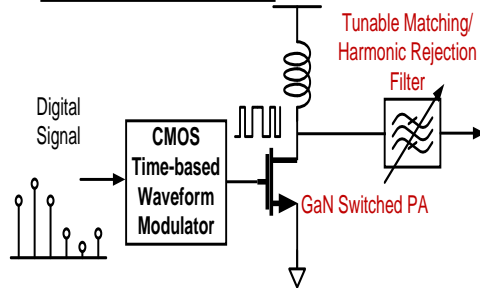 Tunable Matching/
Harmonic Rejection
Filter
Digital
Signal
CMOS
Time-based
Waveform
Modulator
GaN Switched PA